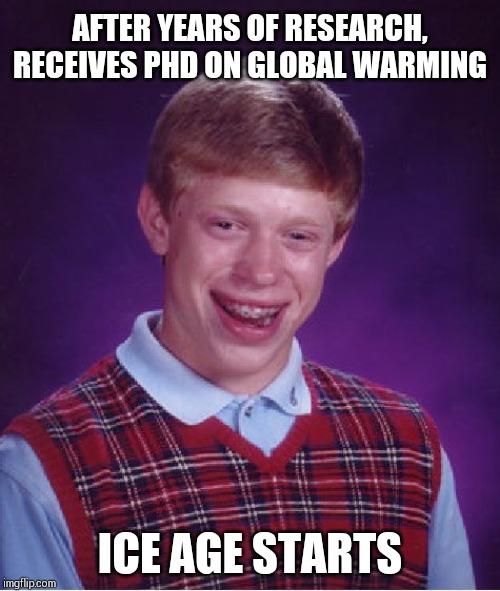 AFTER YEARS OF RESEARCH,
RECEIVES PHD ON GLOBAL WARMING
ICE AGE STARTS
imgflip.com